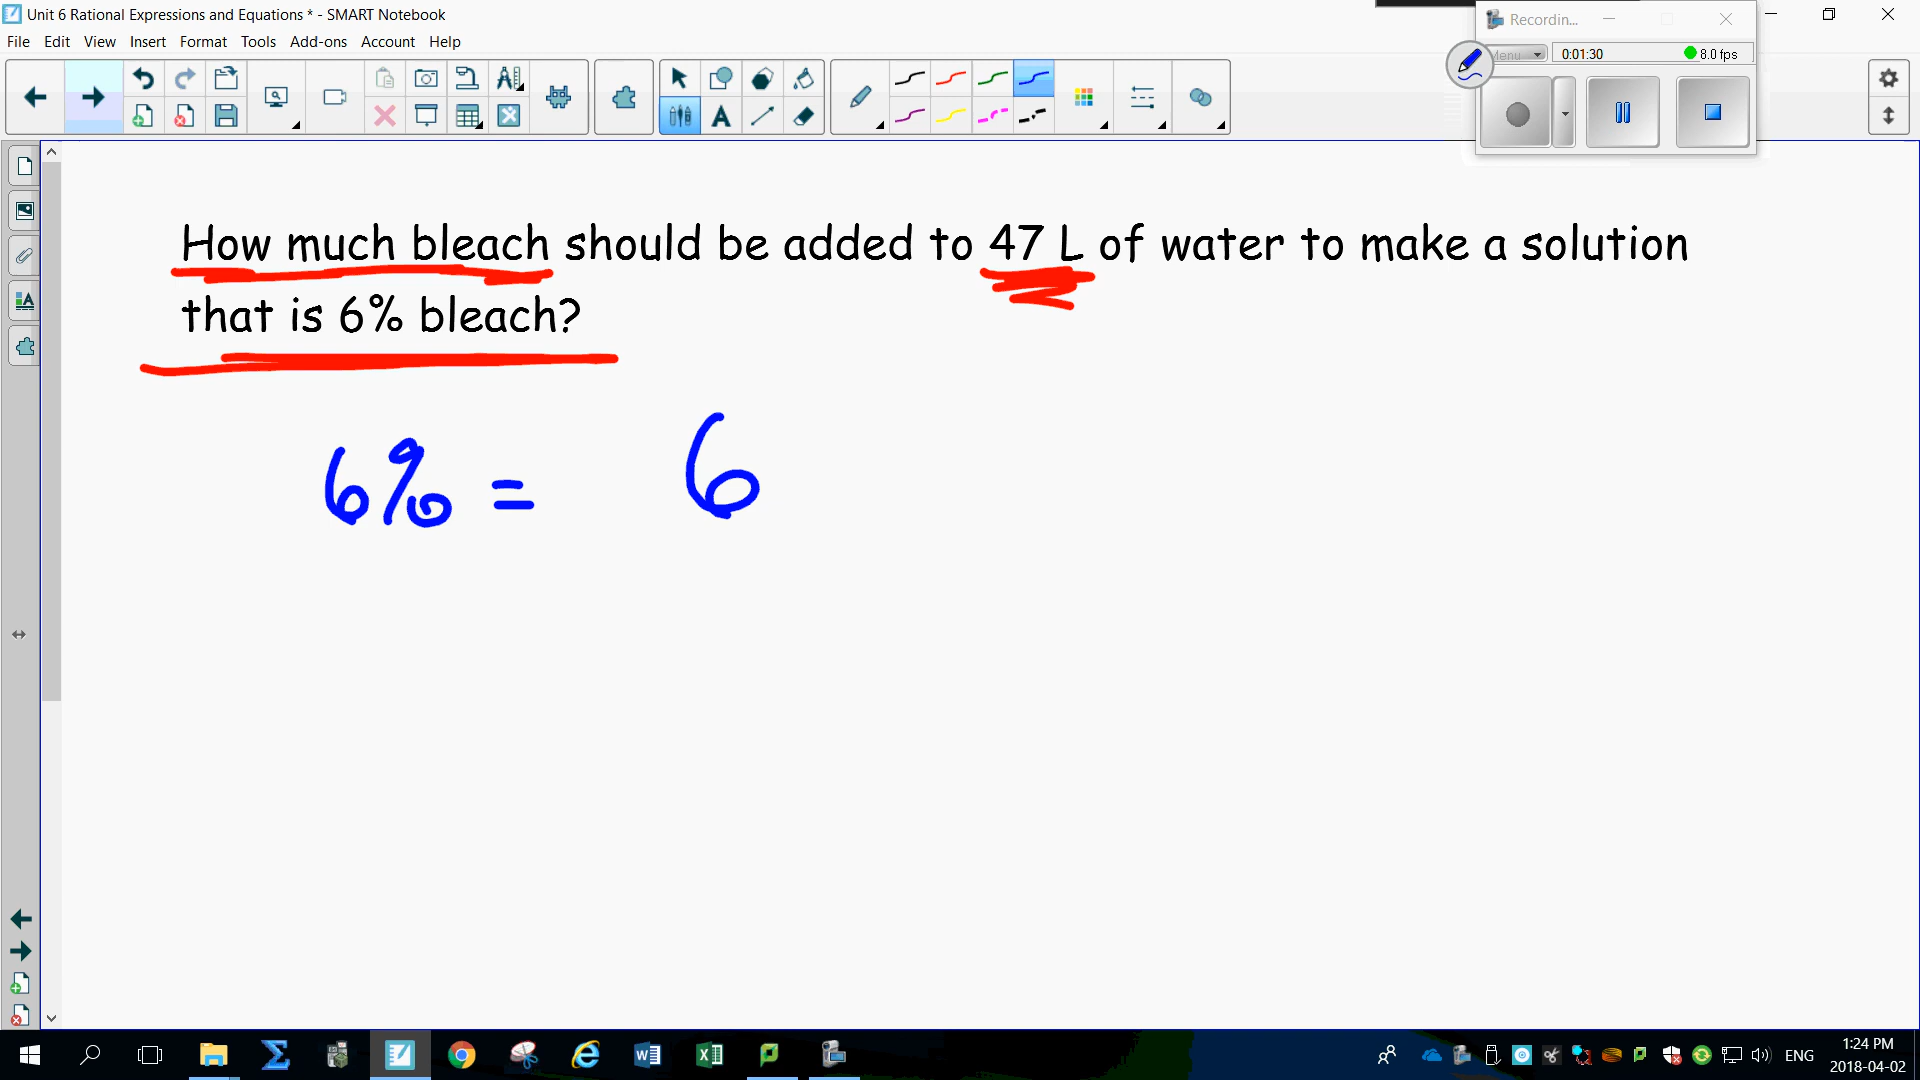 Unit 6 Rational Expressions and Equations * - SMART Notebook
Recordin...
File Edit View Insert Format Tools Add-ons Account Help
Menu 0:01:30 8.0 fps
How much bleach should be added to 47 L of water to make a solution
that is 6% bleach?
6% = 6
ENG
1:24 PM
2018-04-02